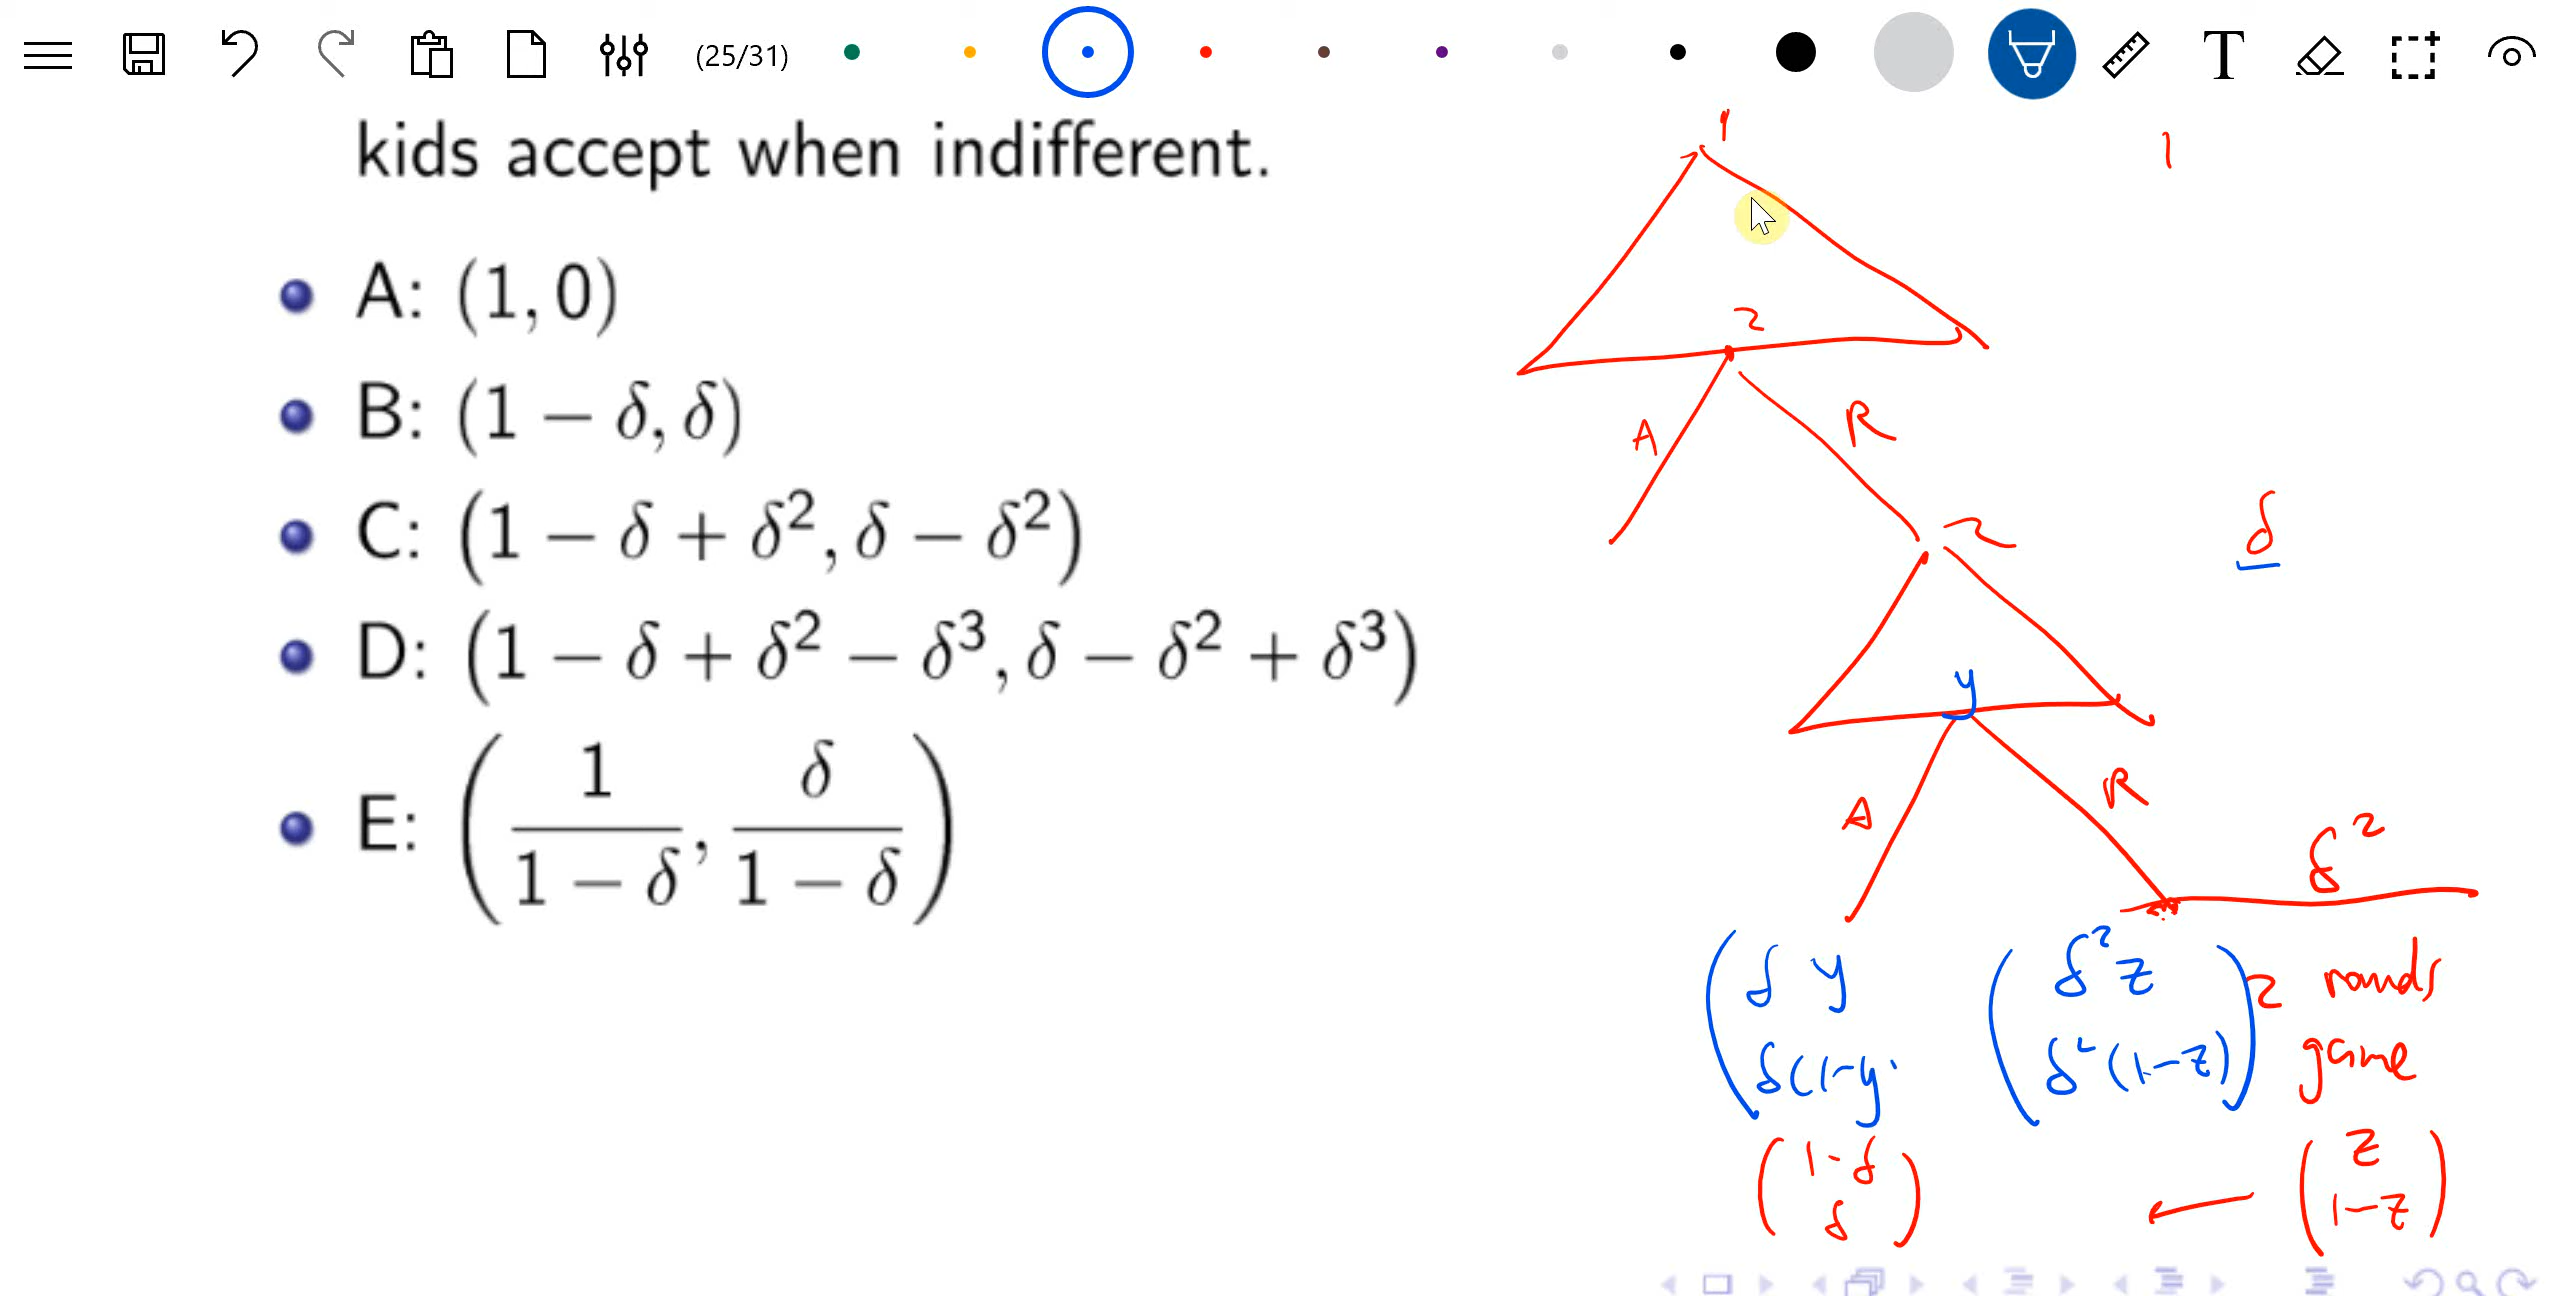 (25/31)
T
kids accept when indifferent.
A: (1, 0)
B: (1 − δ, δ)
C: (1 − δ + δ², δ − δ²)
D: (1 − δ + δ² − δ³, δ − δ² + δ³)
E: (1/(1 − δ), δ/(1 − δ))
1
1
2
A
R
2
δ
y
A
R
δ²
2 rounds
game
δ y
δ(1-y
δ²z
δ²(1-z)
1-δ
δ
z
1-z